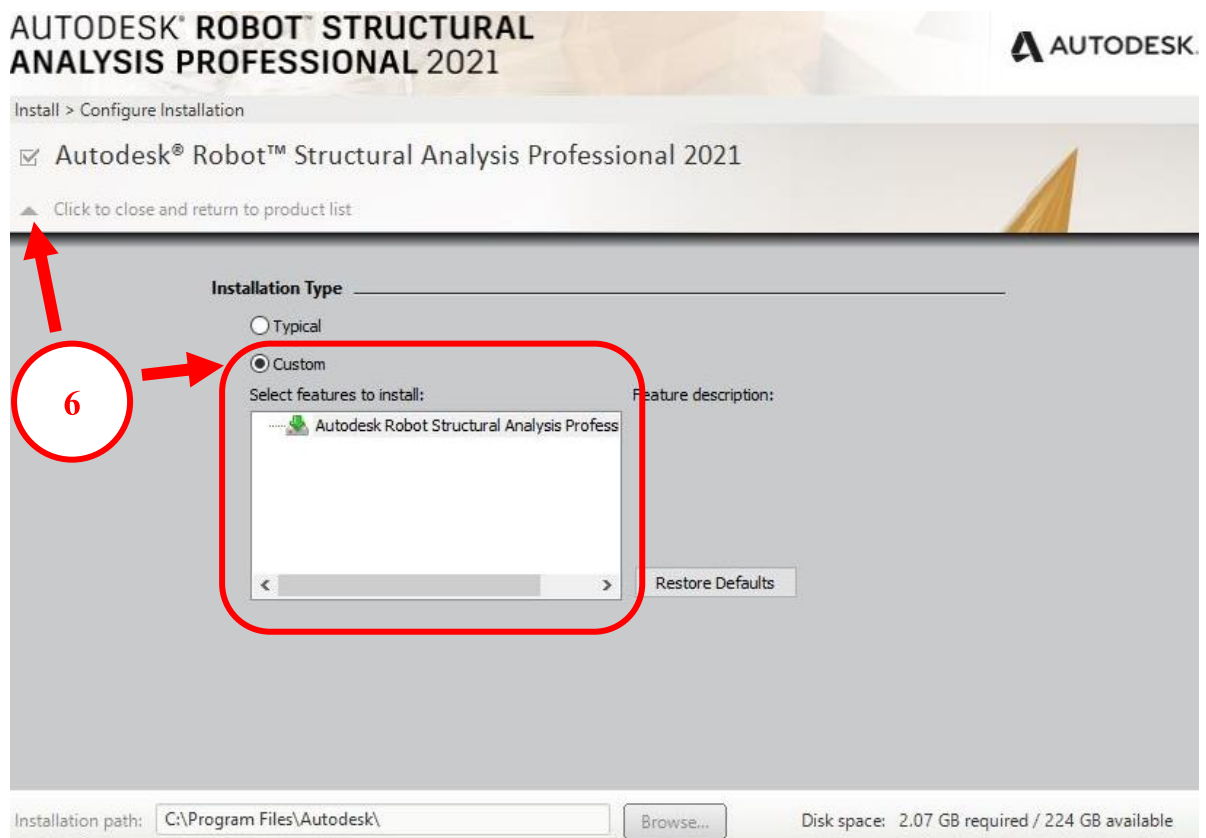 AUTODESK® ROBOT™ STRUCTURAL
ANALYSIS PROFESSIONAL 2021
AUTODESK.
Install > Configure Installation
Autodesk® Robot™ Structural Analysis Professional 2021
Click to close and return to product list
Installation Type
Typical
Custom
6
Select features to install:
Feature description:
Autodesk Robot Structural Analysis Profess
Restore Defaults
Installation path: C:\Program Files\Autodesk\ Browse... Disk space: 2.07 GB required / 224 GB available